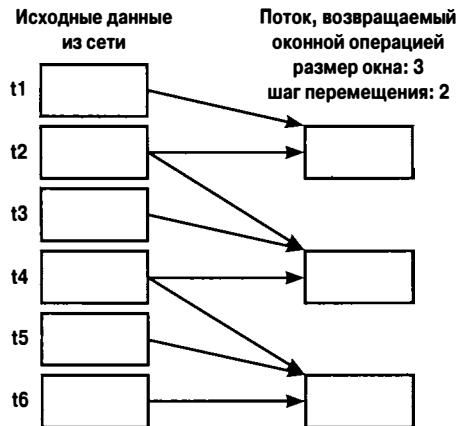 Исходные данные
из сети
Поток, возвращаемый
оконной операцией
размер окна: 3
шаг перемещения: 2
t1
t2
t3
t4
t5
t6